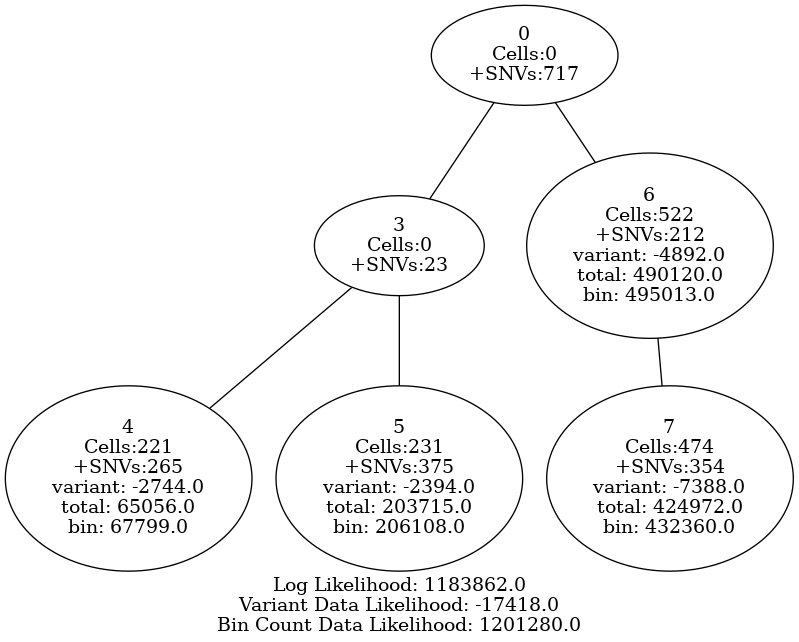 0
Cells:0
+SNVs:717
3
Cells:0
+SNVs:23
6
Cells:522
+SNVs:212
variant: -4892.0
total: 490120.0
bin: 495013.0
4
Cells:221
+SNVs:265
variant: -2744.0
total: 65056.0
bin: 67799.0
5
Cells:231
+SNVs:375
variant: -2394.0
total: 203715.0
bin: 206108.0
7
Cells:474
+SNVs:354
variant: -7388.0
total: 424972.0
bin: 432360.0
Log Likelihood: 1183862.0
Variant Data Likelihood: -17418.0
Bin Count Data Likelihood: 1201280.0